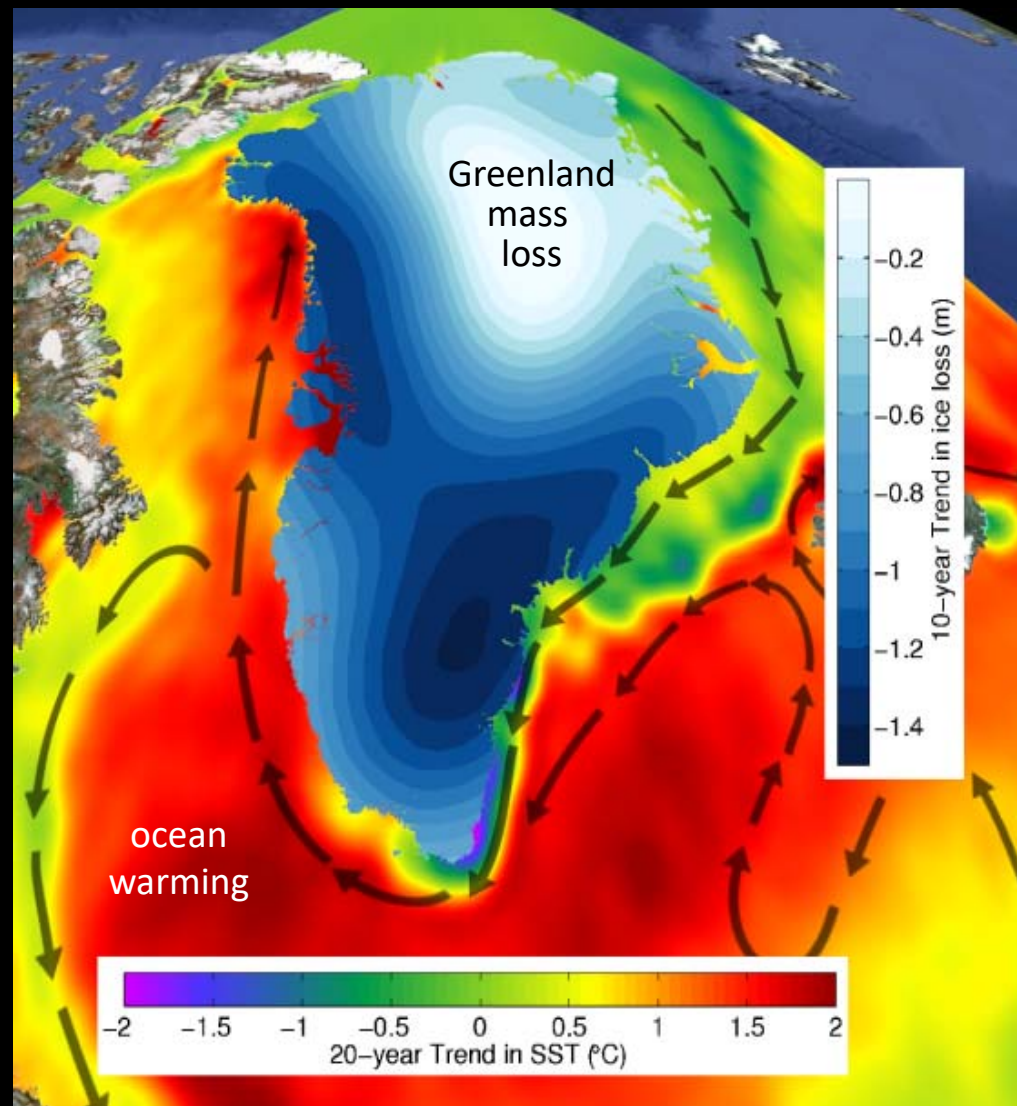 Greenland
mass
loss
−0.2
−0.4
−0.6
−0.8
−1
−1.2
−1.4
10−year Trend in ice loss (m)
ocean
warming
−2 −1.5 −1 −0.5 0 0.5 1 1.5 2
20−year Trend in SST (ºC)